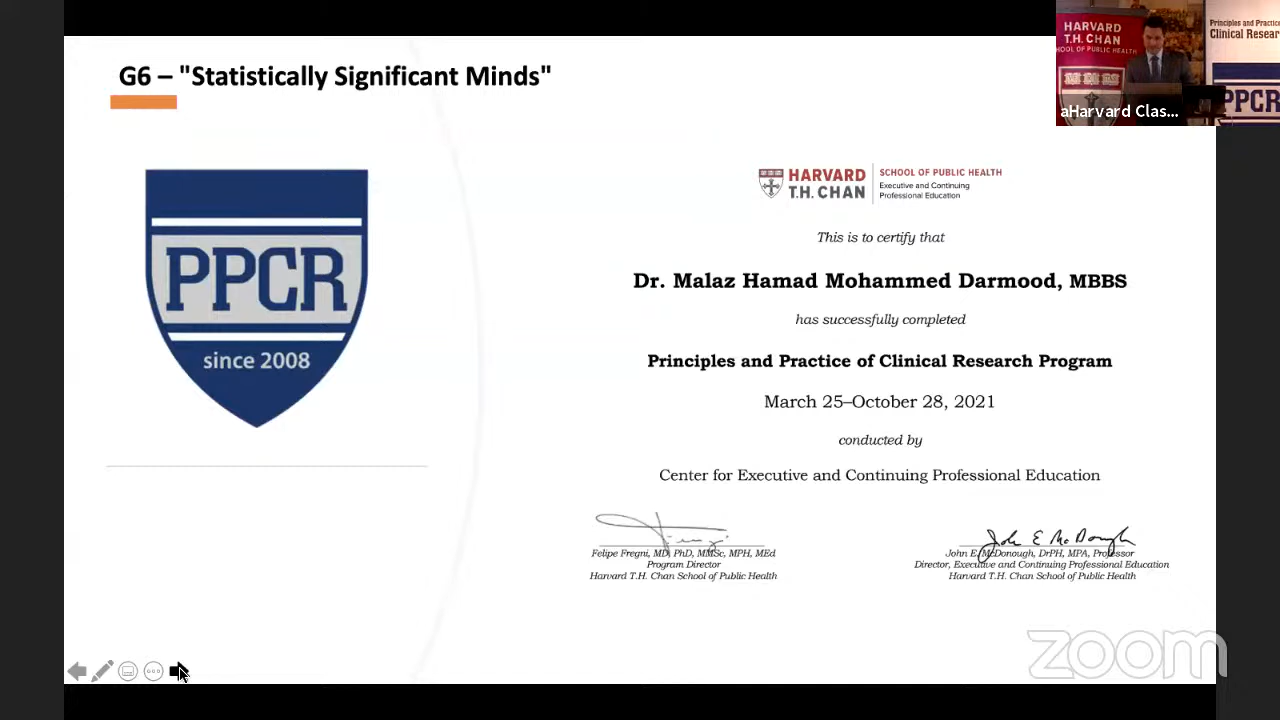 G6 – "Statistically Significant Minds"
HARVARD
T.H. CHAN
SCHOOL OF PUBLIC HEALTH
Principles and Practice
Clinical Resear
PPCR
aHarvard Clas...
PPCR
since 2008
HARVARD
T.H. CHAN
SCHOOL OF PUBLIC HEALTH
Executive and Continuing
Professional Education
This is to certify that
Dr. Malaz Hamad Mohammed Darmood, MBBS
has successfully completed
Principles and Practice of Clinical Research Program
March 25–October 28, 2021
conducted by
Center for Executive and Continuing Professional Education
Felipe Fregni, MD, PhD, MMSc, MPH, MEd
Program Director
Harvard T.H. Chan School of Public Health
John E McDonough
John E. McDonough, DrPH, MPA, Professor
Director, Executive and Continuing Professional Education
Harvard T.H. Chan School of Public Health
zoom